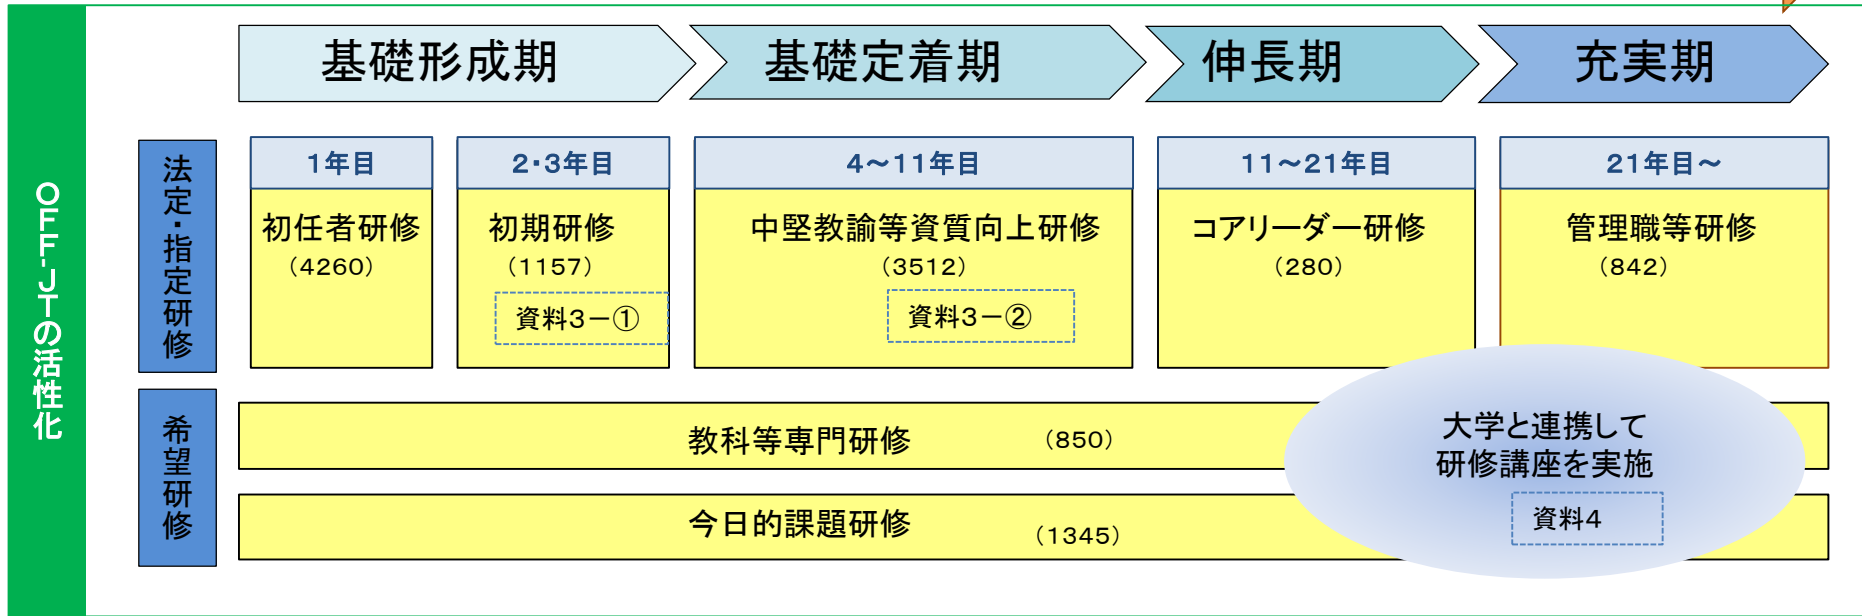 OFF-JTの活性化
基礎形成期
基礎定着期
伸長期
充実期
法定・指定研修
1年目
初任者研修
（4260）
2・3年目
初期研修
（1157）
資料3－①
4～11年目
中堅教諭等資質向上研修
（3512）
資料3－②
11～21年目
コアリーダー研修
（280）
21年目～
管理職等研修
（842）
希望研修
教科等専門研修 （850）
今日的課題研修 （1345）
大学と連携して
研修講座を実施
資料4